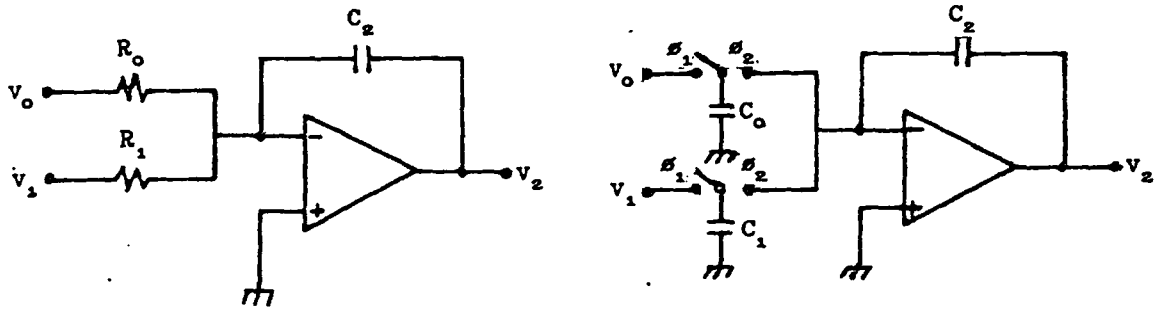 C₂
R₀
V₀
R₁
V₁
−
+
V₂
C₂
ø₁ ø₂
V₀
C₀
ø₁ ø₂
V₁
C₁
−
+
V₂